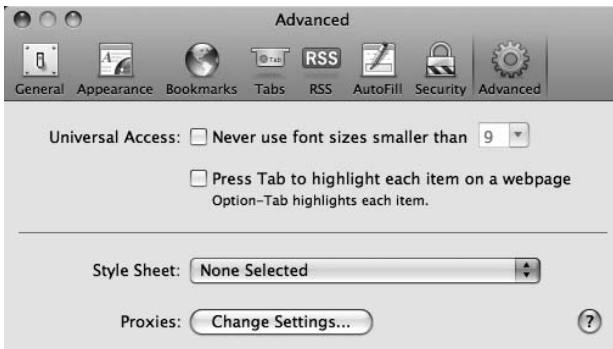 Advanced
Tab RSS
General Appearance Bookmarks Tabs RSS AutoFill Security Advanced
Universal Access: Never use font sizes smaller than 9
Press Tab to highlight each item on a webpage
Option-Tab highlights each item.
Style Sheet: None Selected
Proxies: Change Settings... ?